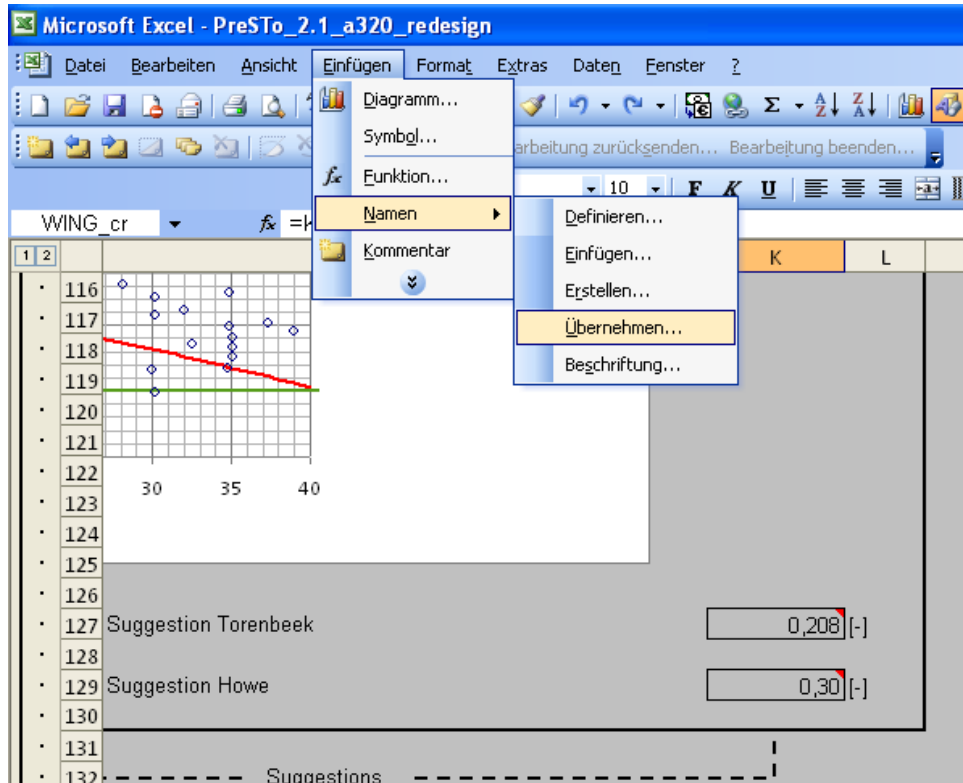 Microsoft Excel - PreSTo_2.1_a320_redesign
Datei Bearbeiten Ansicht Einfügen Format Extras Daten Fenster ?
Diagramm...
Symbol...
arbeitung zurücksenden... Bearbeitung beenden...
Funktion...
10 F K U
Namen
Definieren...
WING_cr fx =k
Kommentar
Einfügen...
1 2 K L
Erstellen...
Übernehmen...
Beschriftung...
116
117
118
119
120
121
122
30 35 40
123
124
125
126
127 Suggestion Torenbeek 0,208 [-]
128
129 Suggestion Howe 0,30 [-]
130
131
132 Suggestions